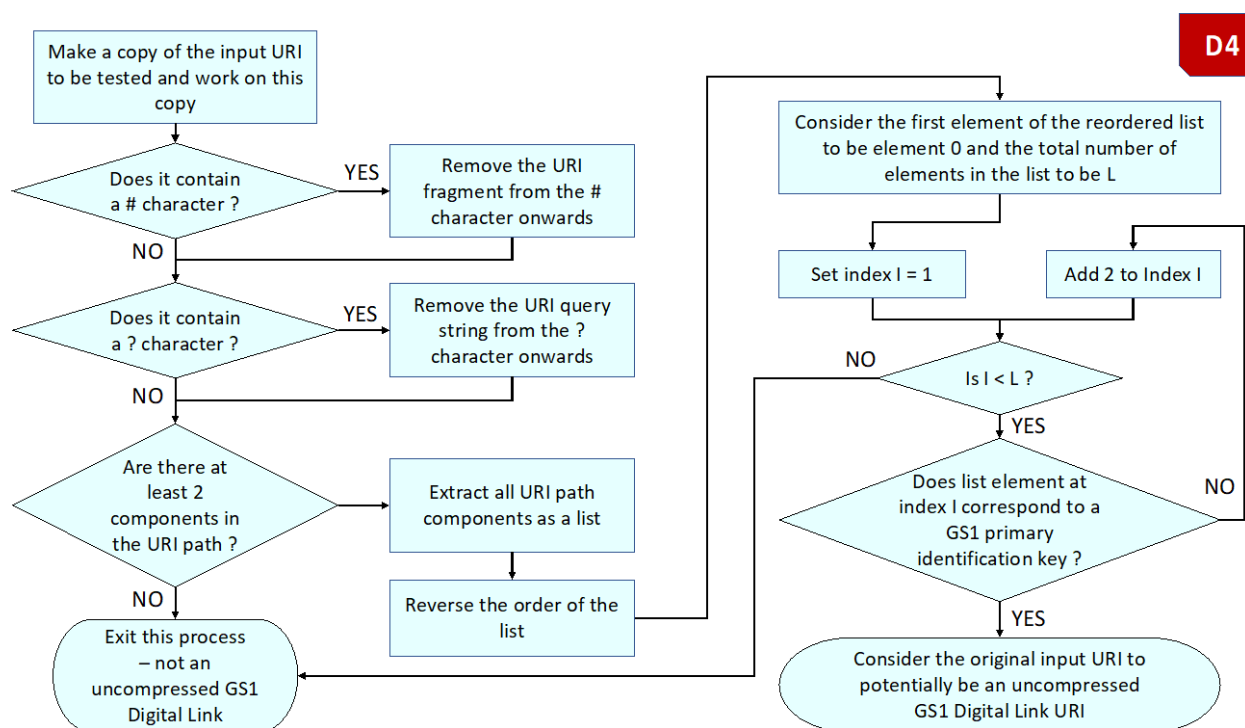 Make a copy of the input URI
to be tested and work on this
copy
Does it contain
a # character ?
YES
Remove the URI
fragment from the #
character onwards
NO
Does it contain
a ? character ?
YES
Remove the URI query
string from the ?
character onwards
NO
Are there at
least 2
components in
the URI path ?
Extract all URI path
components as a list
Reverse the order of the
list
NO
Exit this process
– not an
uncompressed GS1
Digital Link
D4
Consider the first element of the reordered list
to be element 0 and the total number of
elements in the list to be L
Set index I = 1
Add 2 to Index I
NO
Is I < L ?
YES
Does list element at
index I correspond to a
GS1 primary
identification key ?
NO
YES
Consider the original input URI to
potentially be an uncompressed
GS1 Digital Link URI